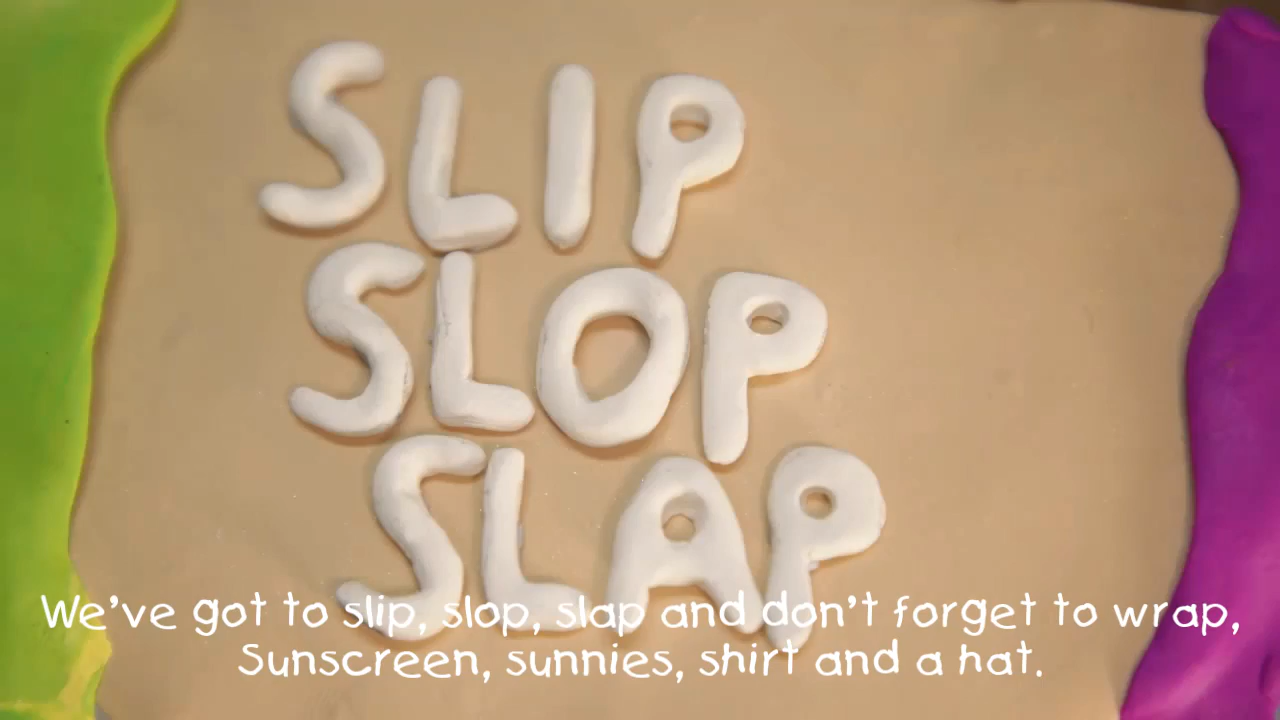 SLIP
SLOP
SLAP
We've got to slip, slop, slap and don't forget to wrap,
Sunscreen, sunnies, shirt and a hat.